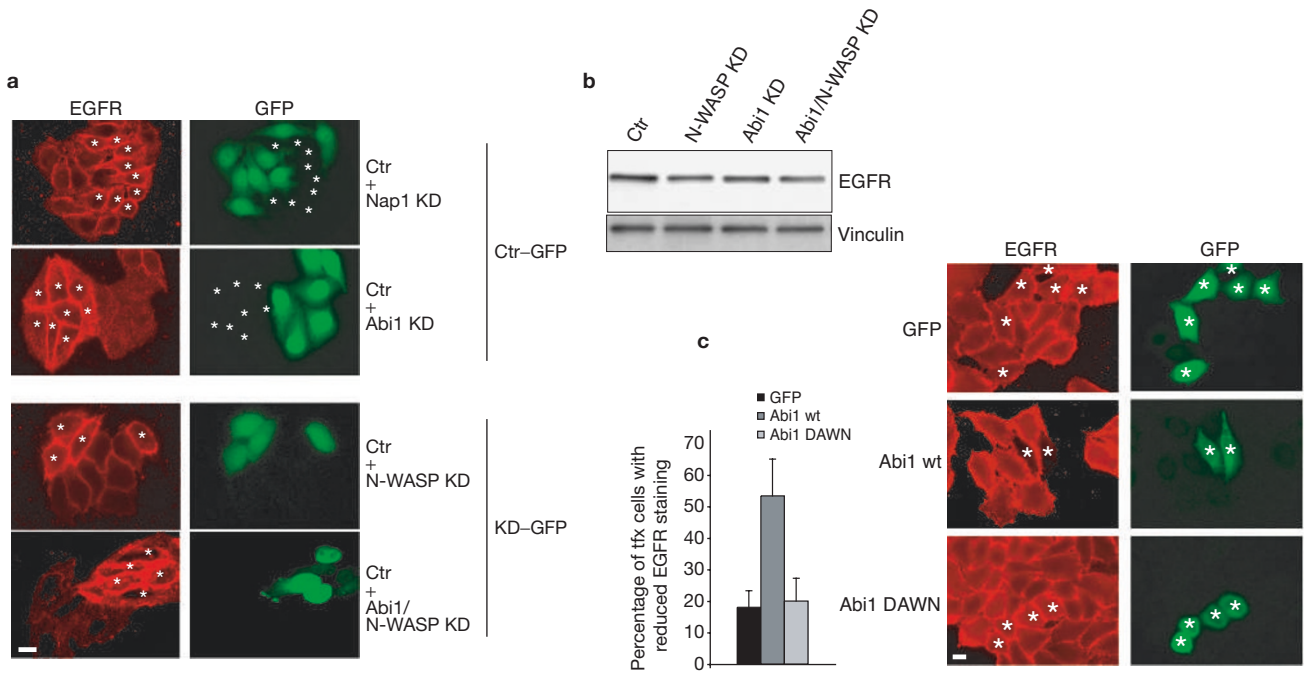 a
EGFR
GFP
Ctr
+
Nap1 KD
Ctr
+
Abi1 KD
Ctr–GFP
Ctr
+
N-WASP KD
Ctr
+
Abi1/
N-WASP KD
KD–GFP
b
Ctr
N-WASP KD
Abi1 KD
Abi1/N-WASP KD
EGFR
Vinculin
c
GFP
Abi1 wt
Abi1 DAWN
Percentage of tfx cells with
reduced EGFR staining
70
60
50
40
30
20
10
0
EGFR
GFP
GFP
Abi1 wt
Abi1 DAWN